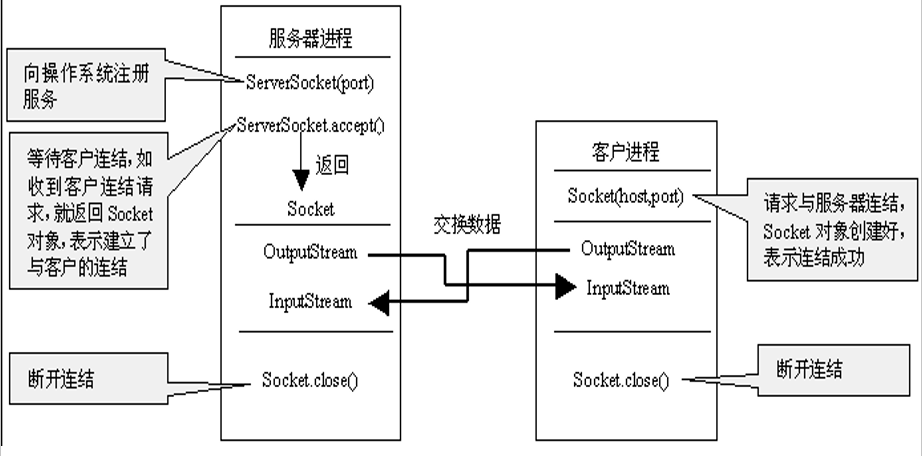 服务器进程
向操作系统注册
服务
ServerSocket(port)
ServerSocket.accept()
等待客户连结,如
收到客户连结请
求,就返回 Socket
对象,表示建立了
与客户的连结
返回
Socket
OutputStream
InputStream
断开连结
Socket.close()
交换数据
客户进程
Socket(host,port)
请求与服务器连结,
Socket 对象创建好,
表示连结成功
OutputStream
InputStream
Socket.close()
断开连结